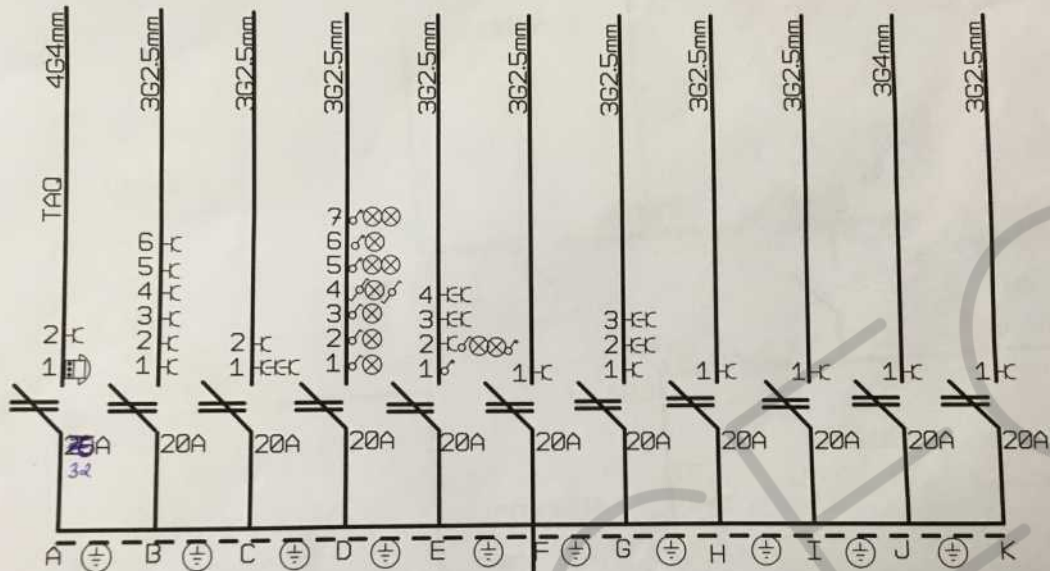 4G4mm 3G2.5mm 3G2.5mm 3G2.5mm 3G2.5mm 3G2.5mm 3G2.5mm 3G2.5mm 3G2.5mm 3G4mm 3G2.5mm
TAQ
7
6 6
5 5
4 4 4
3 3 3 3
2 2 2 2 2 2
1 1 1 1 1 1 1 1 1 1 1
20A 20A 20A 20A 20A 20A 20A 20A 20A 20A
32
A B C D E F G H I J K